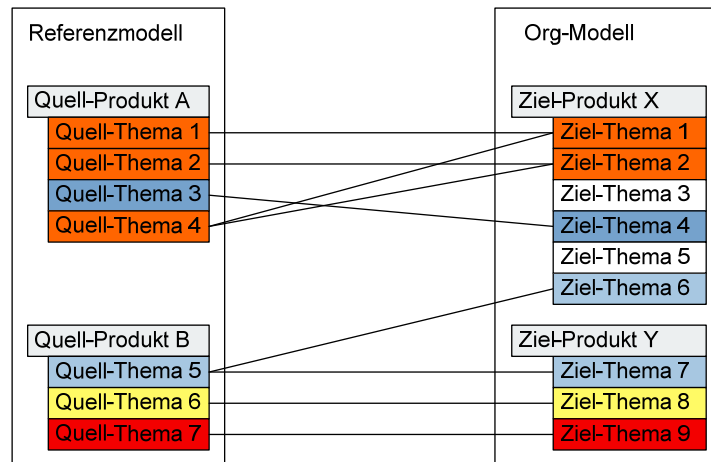 Referenzmodell
Quell-Produkt A
Quell-Thema 1
Quell-Thema 2
Quell-Thema 3
Quell-Thema 4
Quell-Produkt B
Quell-Thema 5
Quell-Thema 6
Quell-Thema 7
Org-Modell
Ziel-Produkt X
Ziel-Thema 1
Ziel-Thema 2
Ziel-Thema 3
Ziel-Thema 4
Ziel-Thema 5
Ziel-Thema 6
Ziel-Produkt Y
Ziel-Thema 7
Ziel-Thema 8
Ziel-Thema 9